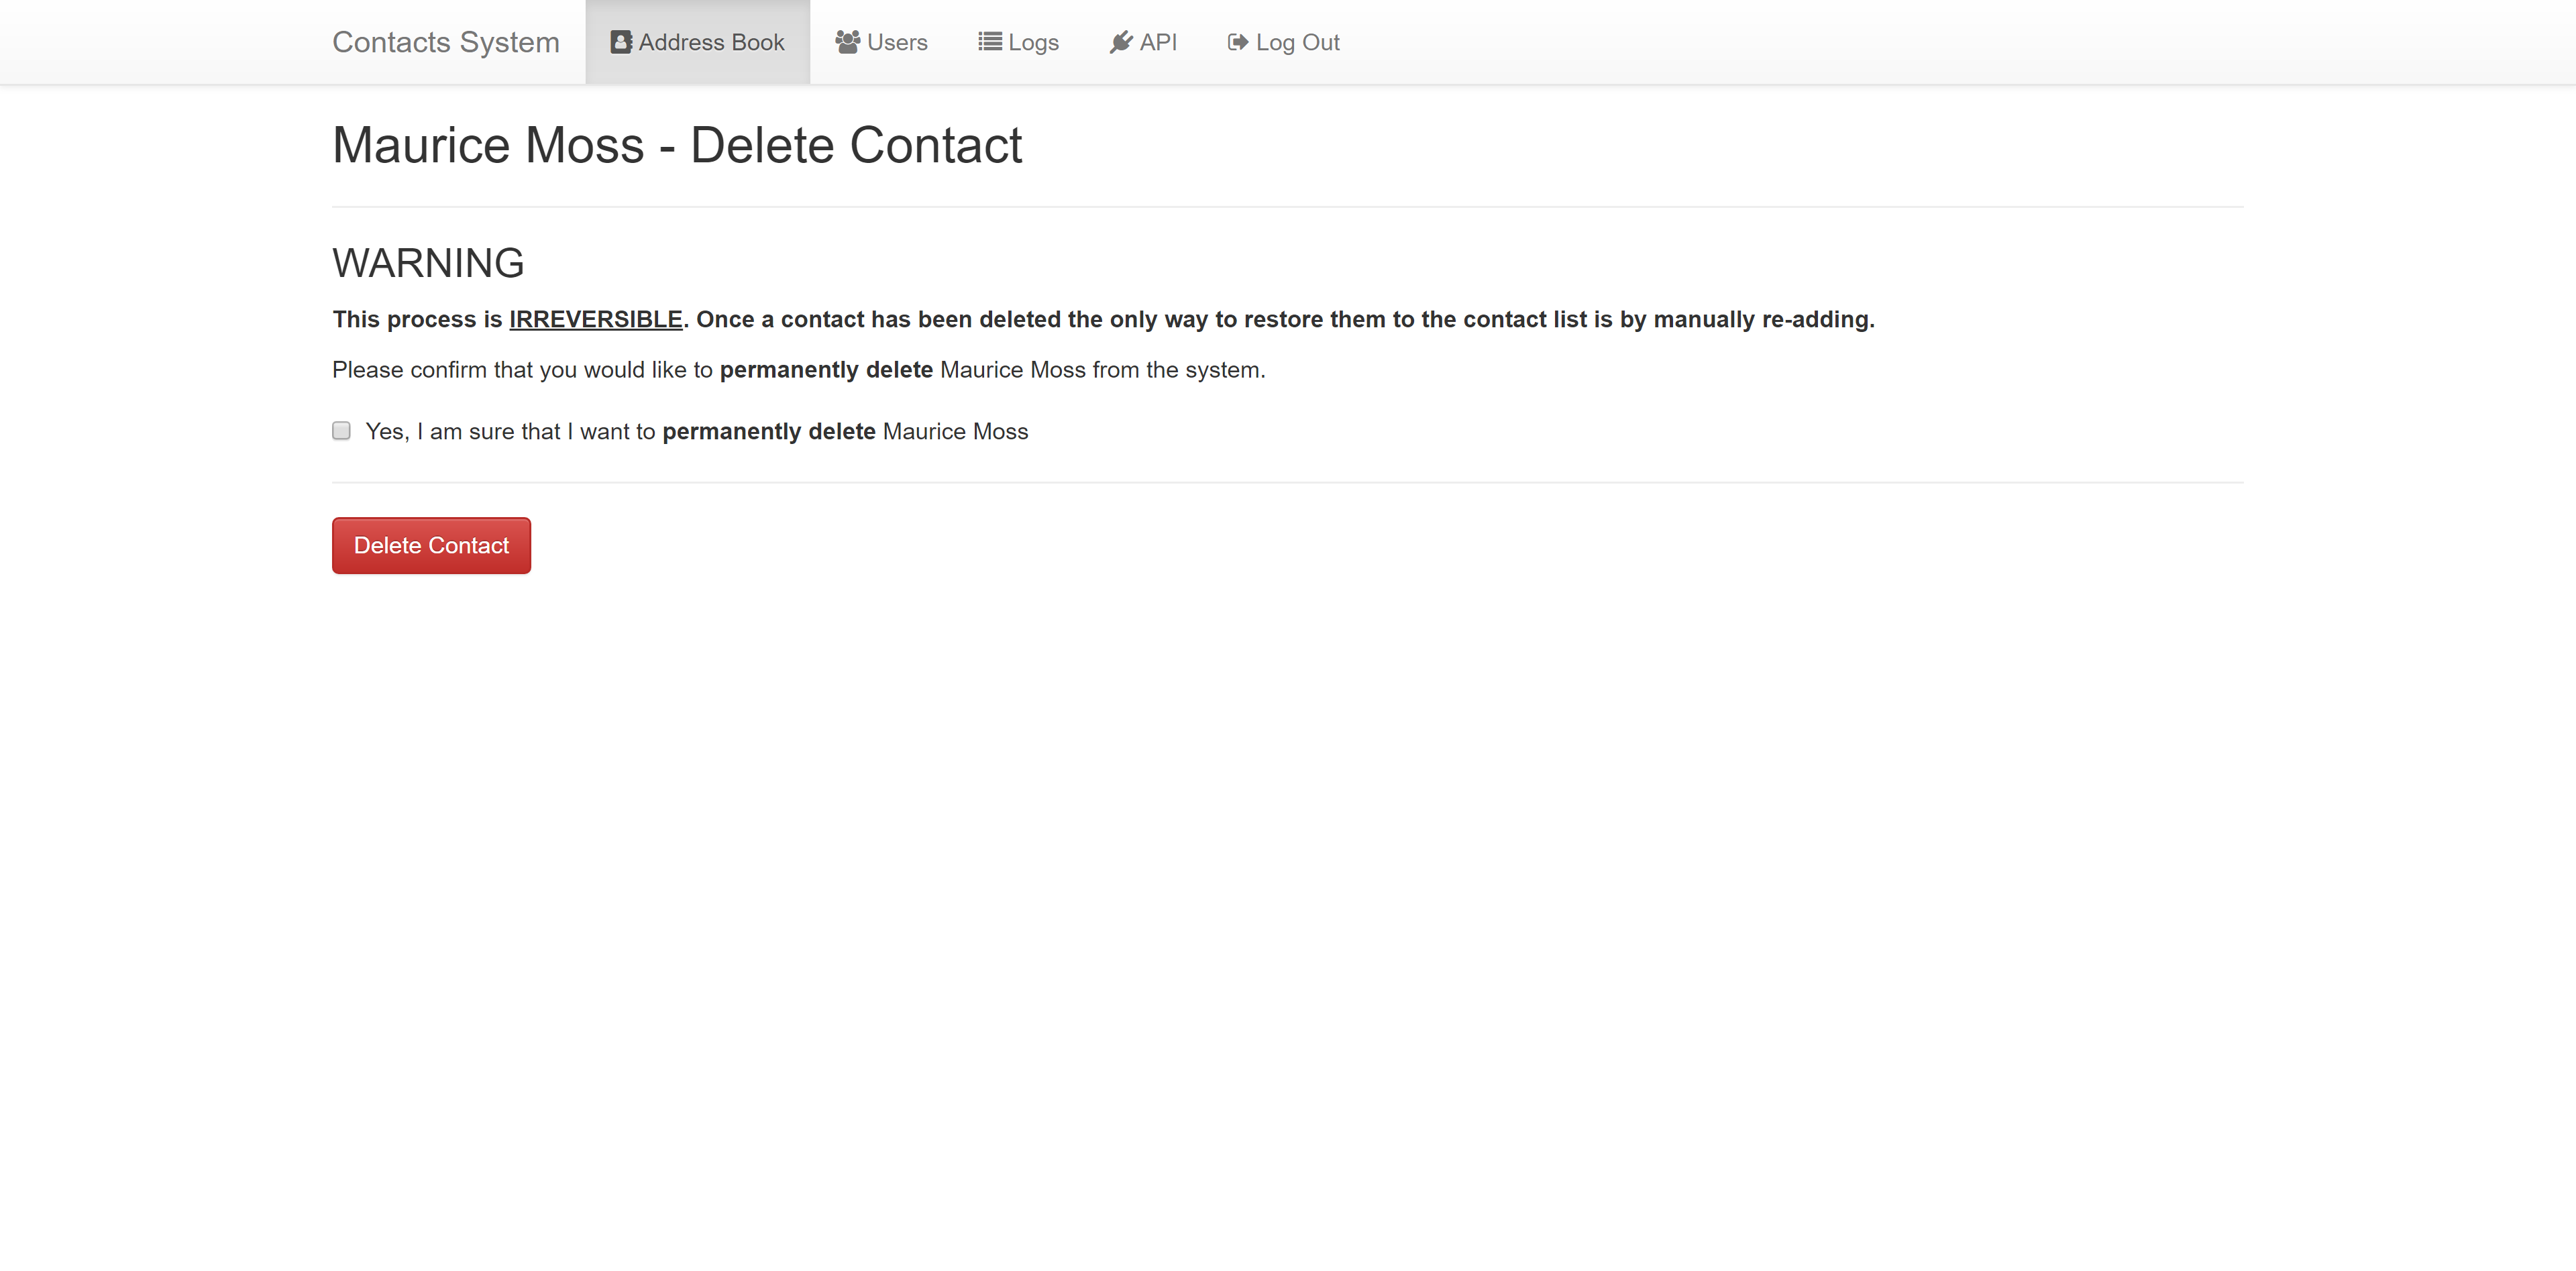 Contacts System Address Book Users Logs API Log Out
Maurice Moss - Delete Contact
WARNING
This process is IRREVERSIBLE. Once a contact has been deleted the only way to restore them to the contact list is by manually re-adding.
Please confirm that you would like to permanently delete Maurice Moss from the system.
Yes, I am sure that I want to permanently delete Maurice Moss
Delete Contact